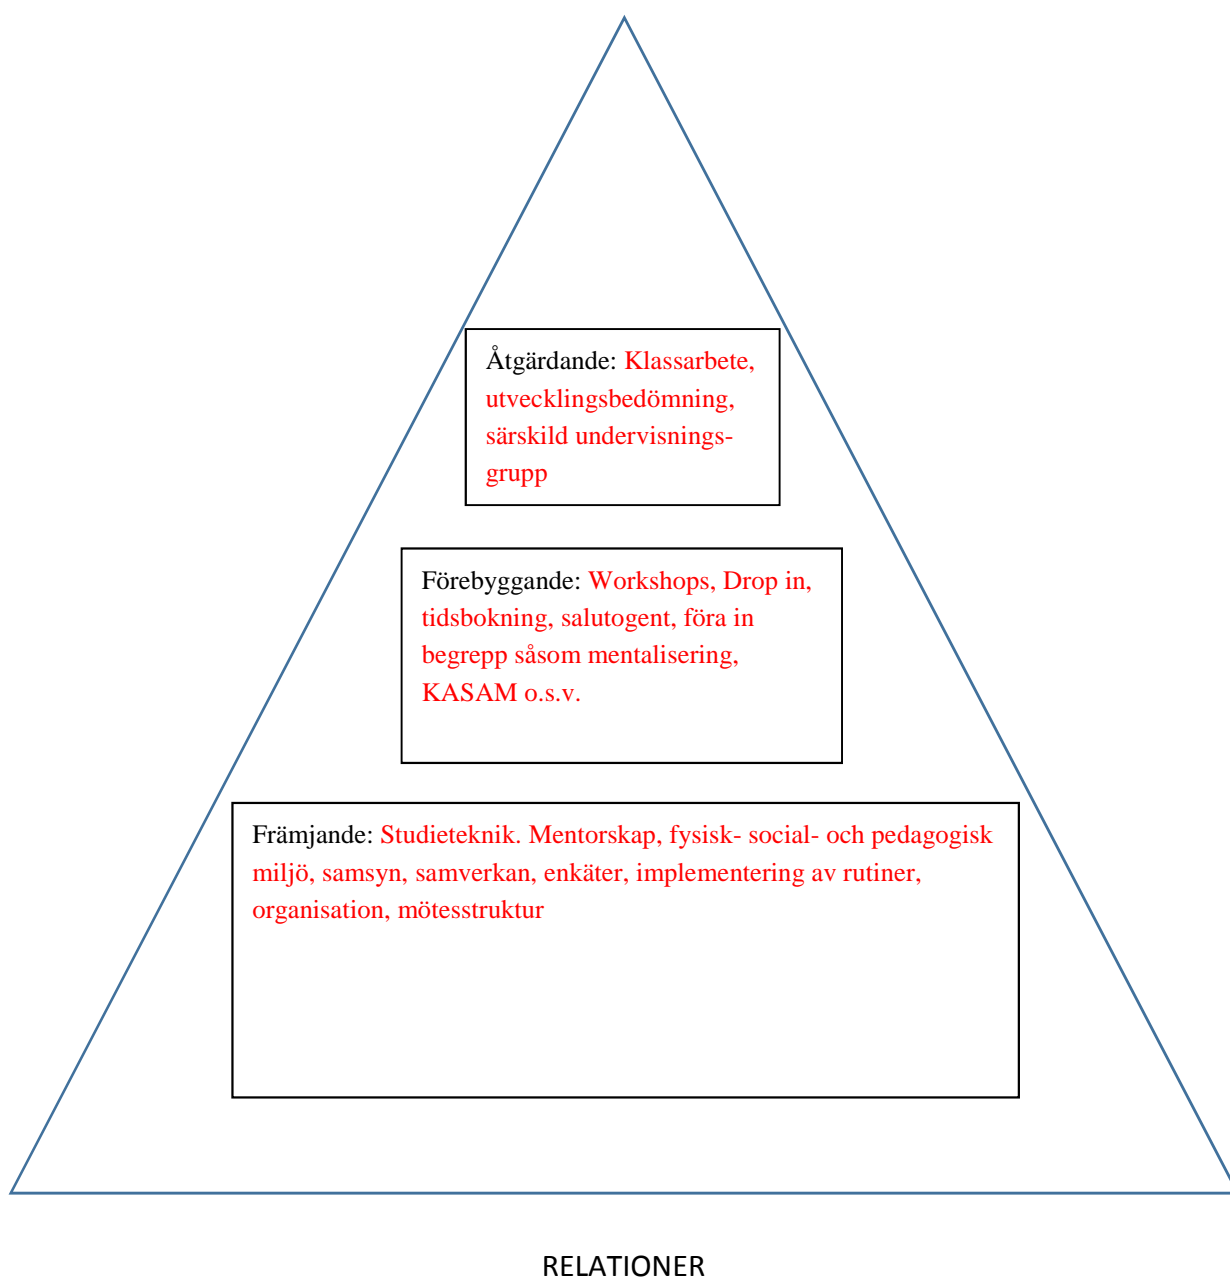 Åtgärdande: Klassarbete,
utvecklingsbedömning,
särskild undervisnings-
grupp
Förebyggande: Workshops, Drop in,
tidsbokning, salutogent, föra in
begrepp såsom mentalisering,
KASAM o.s.v.
Främjande: Studieteknik. Mentorskap, fysisk- social- och pedagogisk
miljö, samsyn, samverkan, enkäter, implementering av rutiner,
organisation, mötesstruktur
RELATIONER